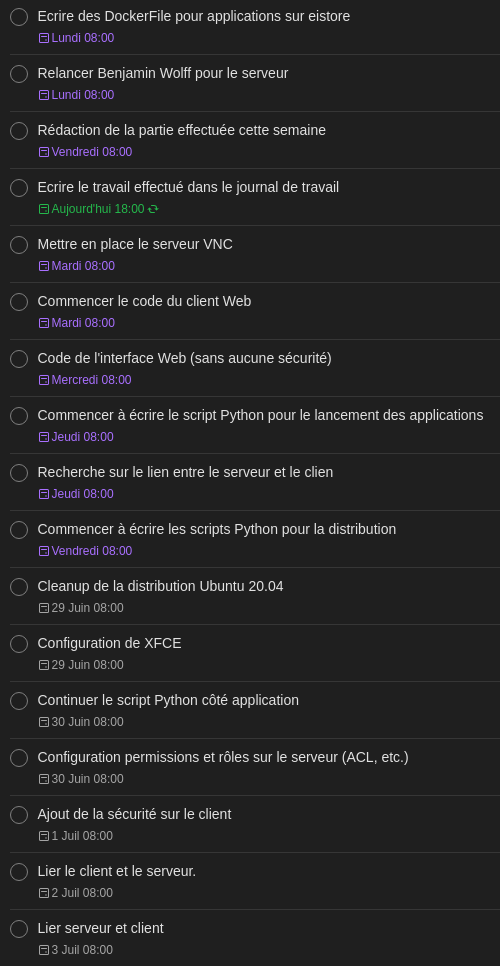 Ecrire des DockerFile pour applications sur eistore
Lundi 08:00
Relancer Benjamin Wolff pour le serveur
Lundi 08:00
Rédaction de la partie effectuée cette semaine
Vendredi 08:00
Ecrire le travail effectué dans le journal de travail
Aujourd'hui 18:00
Mettre en place le serveur VNC
Mardi 08:00
Commencer le code du client Web
Mardi 08:00
Code de l'interface Web (sans aucune sécurité)
Mercredi 08:00
Commencer à écrire le script Python pour le lancement des applications
Jeudi 08:00
Recherche sur le lien entre le serveur et le clien
Jeudi 08:00
Commencer à écrire les scripts Python pour la distribution
Vendredi 08:00
Cleanup de la distribution Ubuntu 20.04
29 Juin 08:00
Configuration de XFCE
29 Juin 08:00
Continuer le script Python côté application
30 Juin 08:00
Configuration permissions et rôles sur le serveur (ACL, etc.)
30 Juin 08:00
Ajout de la sécurité sur le client
1 Juil 08:00
Lier le client et le serveur.
2 Juil 08:00
Lier serveur et client
3 Juil 08:00